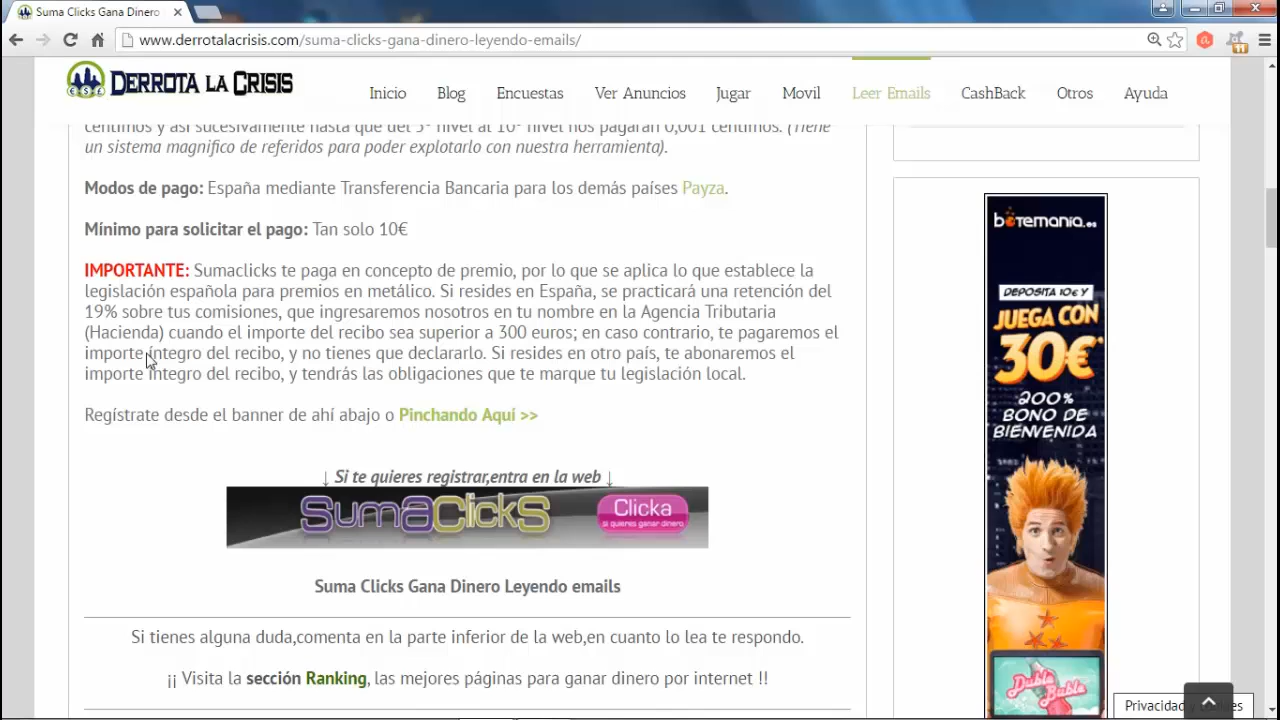 Suma Clicks Gana Dinero
www.derrotalacrisis.com/suma-clicks-gana-dinero-leyendo-emails/
11
DERROTA LA CRISIS
Inicio
Blog
Encuestas
Ver Anuncios
Jugar
Movil
Leer Emails
CashBack
Otros
Ayuda
céntimos y así sucesivamente hasta que del 5º nivel al 10º nivel nos pagarán 0,001 céntimos. (Tiene
un sistema magnifico de referidos para poder explotarlo con nuestra herramienta).
Modos de pago: España mediante Transferencia Bancaria para los demás países Payza.
Mínimo para solicitar el pago: Tan solo 10€
IMPORTANTE: Sumaclicks te paga en concepto de premio, por lo que se aplica lo que establece la
legislación española para premios en metálico. Si resides en España, se practicará una retención del
19% sobre tus comisiones, que ingresaremos nosotros en tu nombre en la Agencia Tributaria
(Hacienda) cuando el importe del recibo sea superior a 300 euros; en caso contrario, te pagaremos el
importe íntegro del recibo, y no tienes que declararlo. Si resides en otro país, te abonaremos el
importe íntegro del recibo, y tendrás las obligaciones que te marque tu legislación local.
Regístrate desde el banner de ahí abajo o Pinchando Aquí >>
↓ Si te quieres registrar,entra en la web ↓
SumaClickS
Clicka
si quieres ganar dinero
Suma Clicks Gana Dinero Leyendo emails
Si tienes alguna duda,comenta en la parte inferior de la web,en cuanto lo lea te respondo.
¡¡ Visita la sección Ranking, las mejores páginas para ganar dinero por internet !!
botemania.es
DEPOSITA 10€ Y
JUEGA CON
30€*
200%
BONO DE
BIENVENIDA
Duble
Buble
Privacidad y cookies